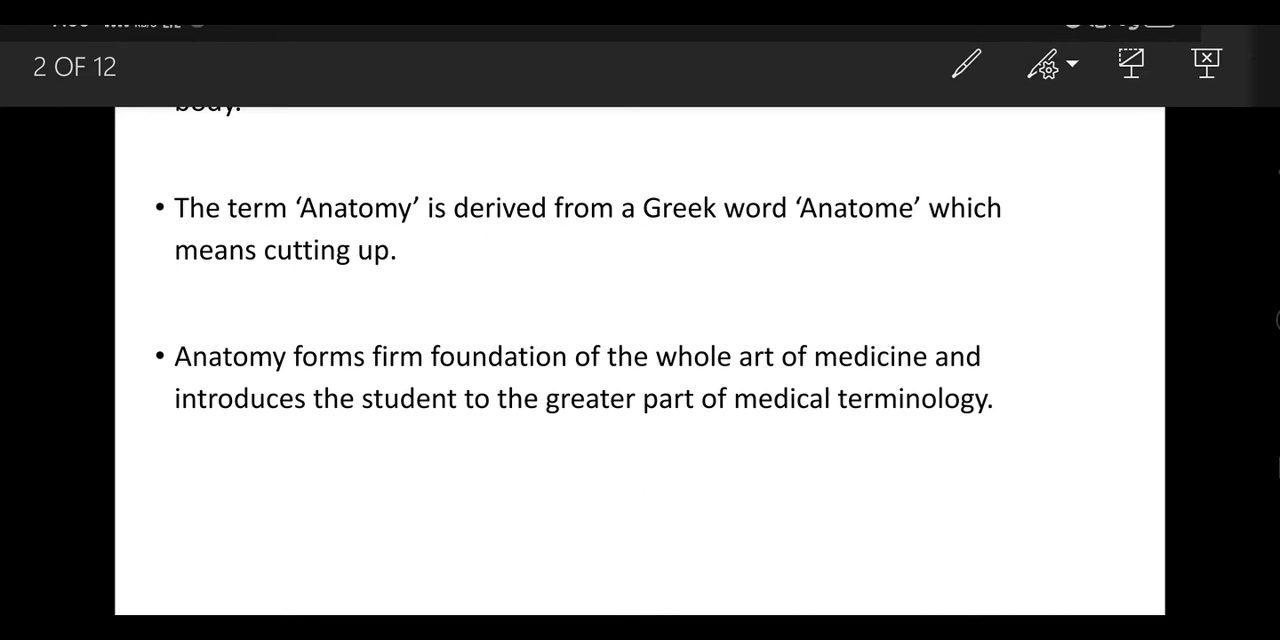 2 OF 12
body.
• The term ‘Anatomy’ is derived from a Greek word ‘Anatome’ which
means cutting up.
• Anatomy forms firm foundation of the whole art of medicine and
introduces the student to the greater part of medical terminology.